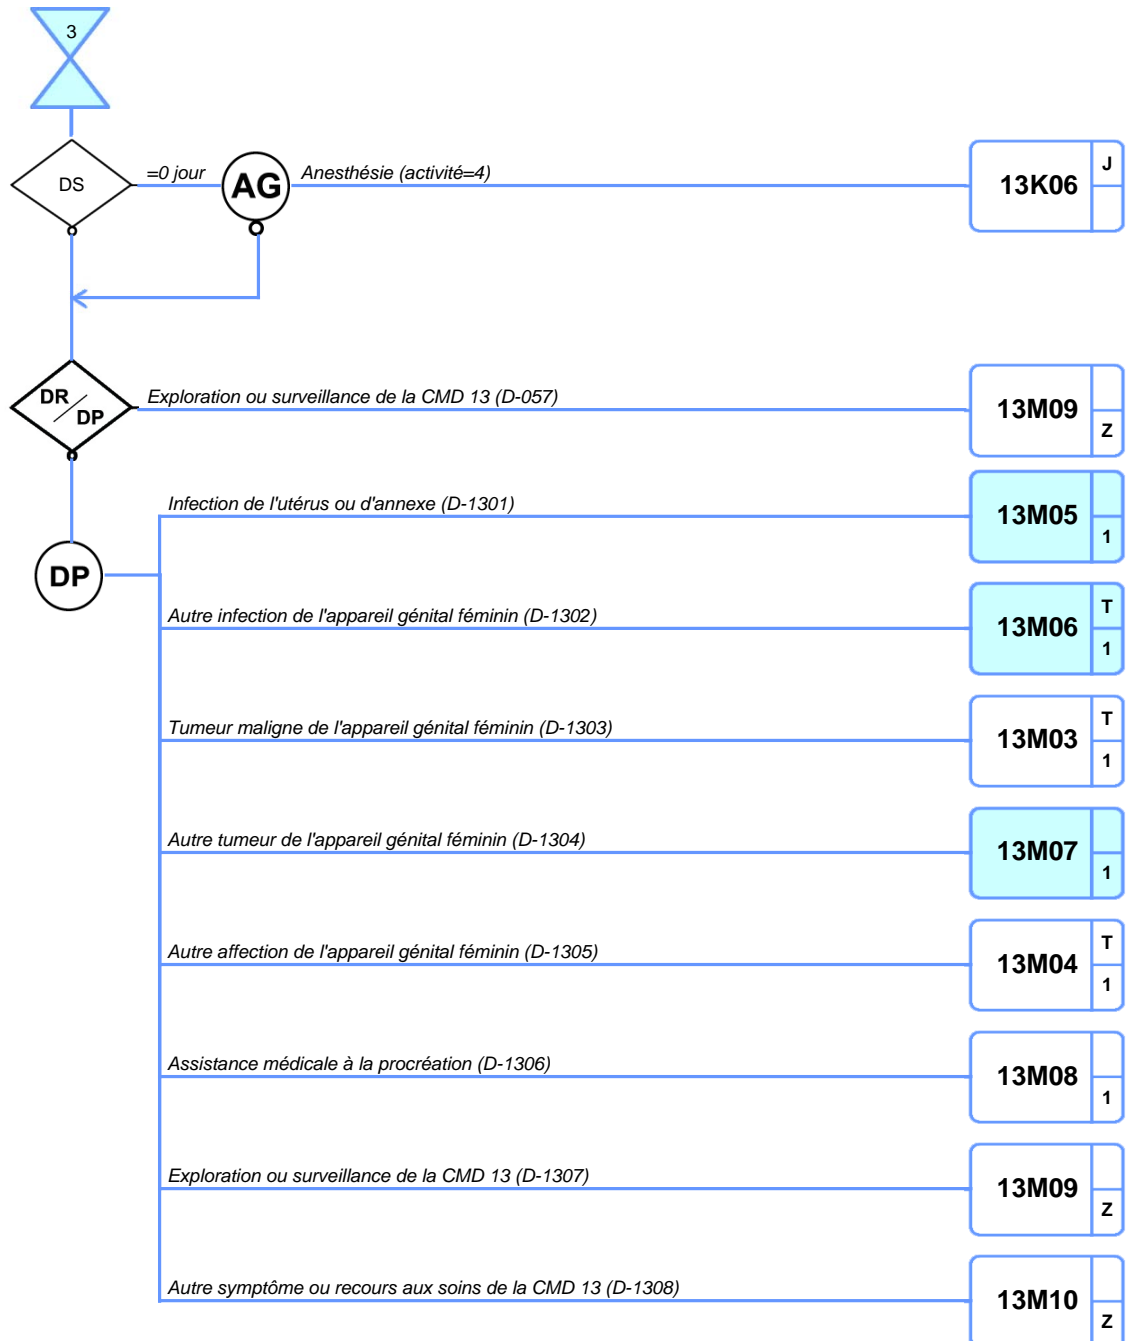 3
DS
=0 jour
AG
Anesthésie (activité=4)
13K06
J
DR
DP
Exploration ou surveillance de la CMD 13 (D-057)
13M09
Z
DP
Infection de l'utérus ou d'annexe (D-1301)
13M05
1
Autre infection de l'appareil génital féminin (D-1302)
13M06
T
1
Tumeur maligne de l'appareil génital féminin (D-1303)
13M03
T
1
Autre tumeur de l'appareil génital féminin (D-1304)
13M07
1
Autre affection de l'appareil génital féminin (D-1305)
13M04
T
1
Assistance médicale à la procréation (D-1306)
13M08
1
Exploration ou surveillance de la CMD 13 (D-1307)
13M09
Z
Autre symptôme ou recours aux soins de la CMD 13 (D-1308)
13M10
Z